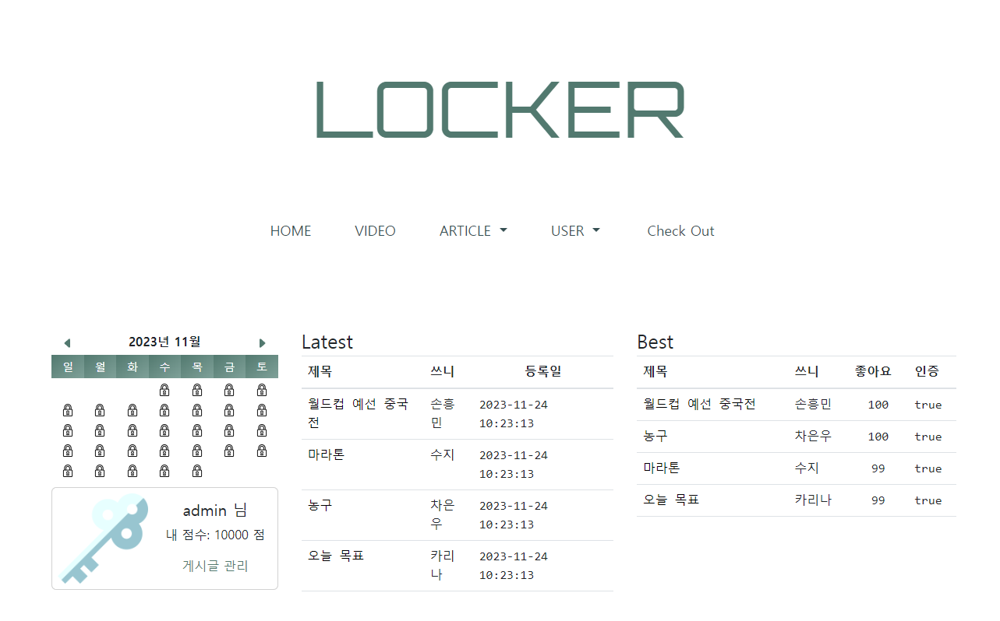 LOCKER
HOME VIDEO ARTICLE USER Check Out
2023년 11월
일 월 화 수 목 금 토
admin 님
내 점수: 10000 점
게시글 관리
Latest
제목 쓰니 등록일
월드컵 예선 중국 손흥 2023-11-24
전 민 10:23:13
마라톤 수지 2023-11-24
10:23:13
농구 차은 2023-11-24
우 10:23:13
오늘 목표 카리 2023-11-24
나 10:23:13
Best
제목 쓰니 좋아요 인증
월드컵 예선 중국전 손흥민 100 true
농구 차은우 100 true
마라톤 수지 99 true
오늘 목표 카리나 99 true